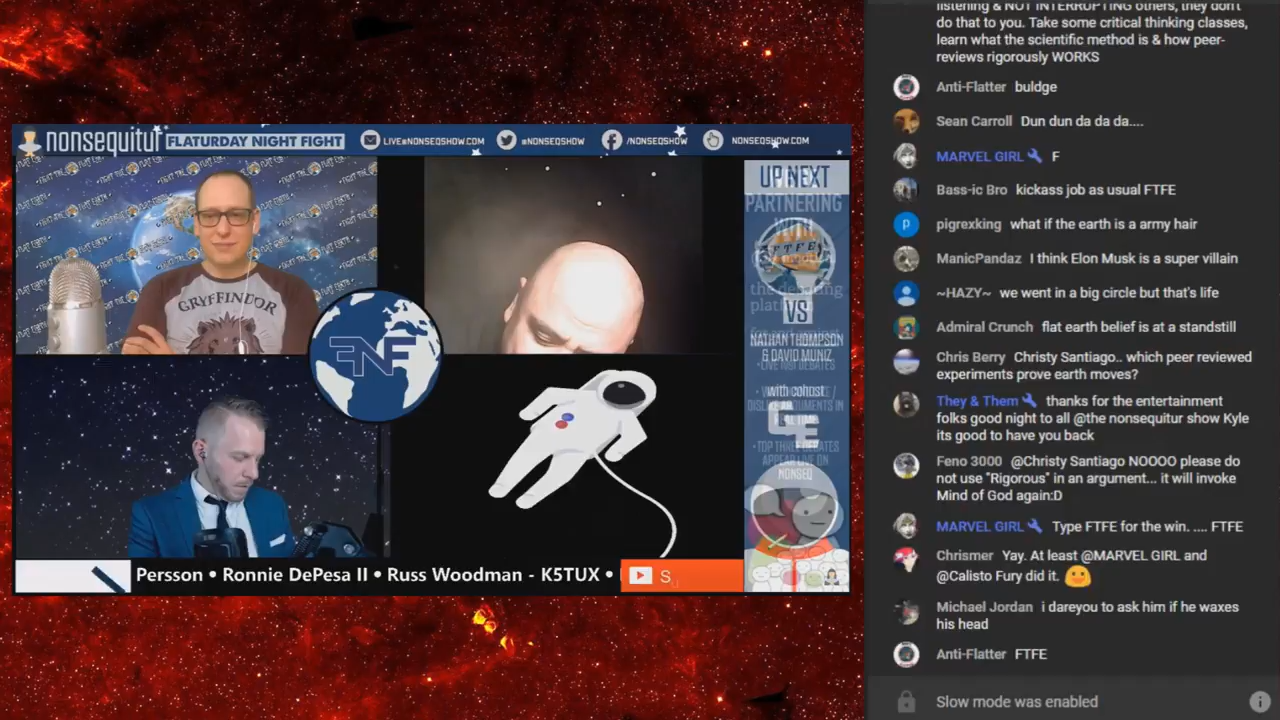 nonsequitur FLATURDAY NIGHT FIGHT LIVE@NONSEQSHOW.COM @NONSEQSHOW /NONSEQSHOW NONSEQSHOW.COM
UP NEXT
PARTNERING
FTFE
VS
NATHAN THOMPSON
& DAVID MUNIZ
with cohost
GE
GRYFFINDOR
FNF
Persson • Ronnie DePesa II • Russ Woodman - K5TUX •
listening & NOT INTERRUPTING others, they don't
do that to you. Take some critical thinking classes,
learn what the scientific method is & how peer-
reviews rigorously WORKS
Anti-Flatter buldge
Sean Carroll Dun dun da da da....
MARVEL GIRL F
Bass-ic Bro kickass job as usual FTFE
pigrexking what if the earth is a army hair
ManicPandaz I think Elon Musk is a super villain
~HAZY~ we went in a big circle but that's life
Admiral Crunch flat earth belief is at a standstill
Chris Berry Christy Santiago.. which peer reviewed
experiments prove earth moves?
They & Them thanks for the entertainment
folks good night to all @the nonsequitur show Kyle
its good to have you back
Feno 3000 @Christy Santiago NOOOO please do
not use "Rigorous" in an argument... it will invoke
Mind of God again:D
MARVEL GIRL Type FTFE for the win. .... FTFE
Chrismer Yay. At least @MARVEL GIRL and
@Calisto Fury did it.
Michael Jordan i dareyou to ask him if he waxes
his head
Anti-Flatter FTFE
Slow mode was enabled